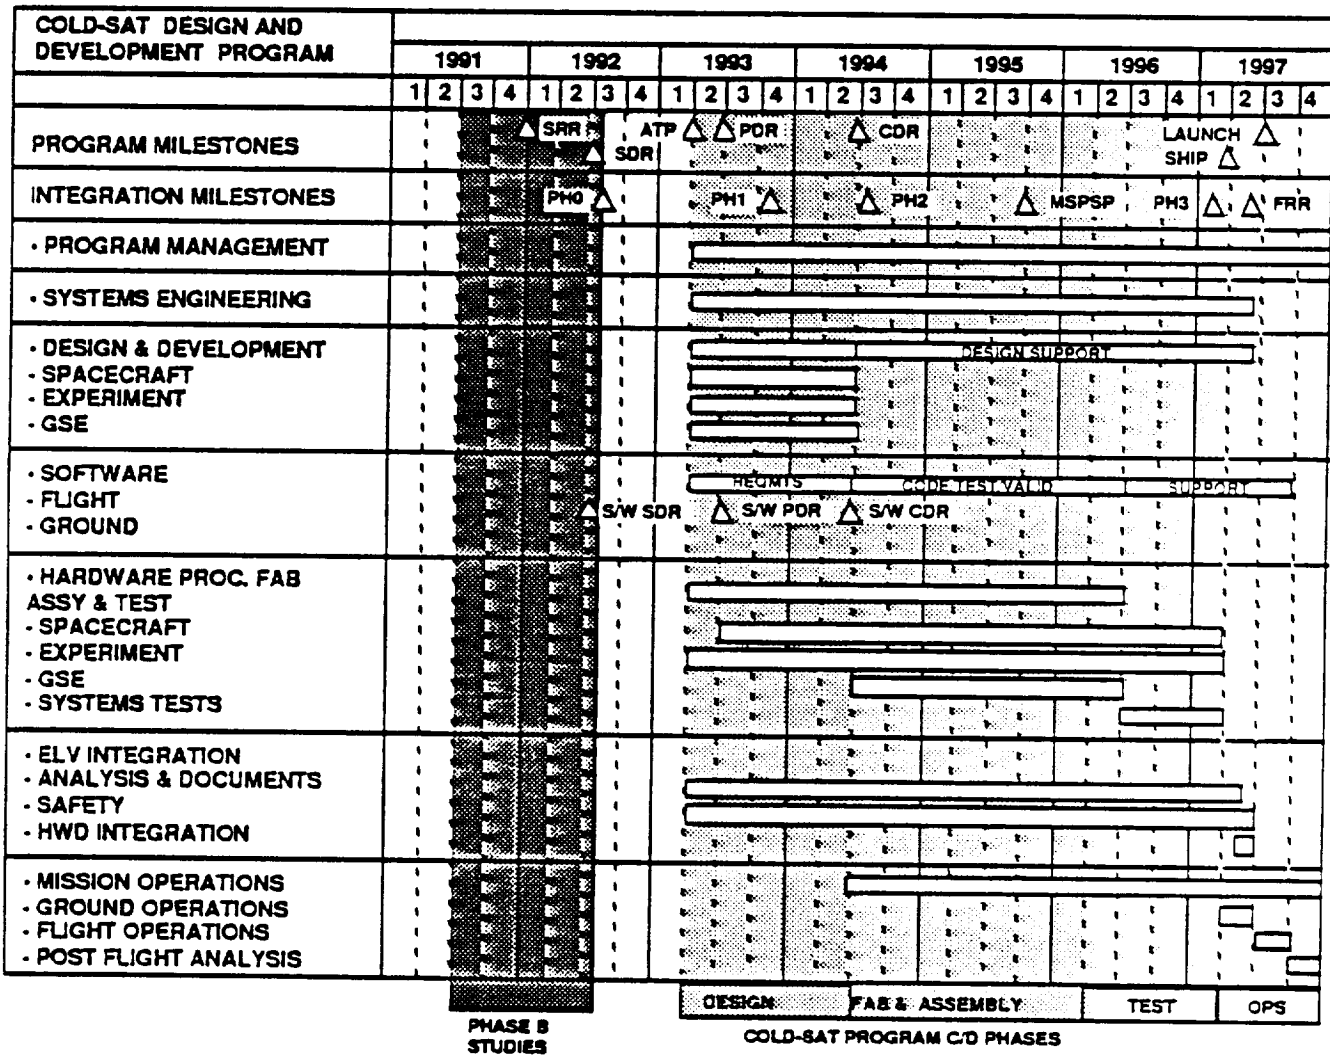 COLD-SAT DESIGN AND
DEVELOPMENT PROGRAM
1991 1992 1993 1994 1995 1996 1997
1 2 3 4 1 2 3 4 1 2 3 4 1 2 3 4 1 2 3 4 1 2 3 4 1 2 3 4
PROGRAM MILESTONES
SRR ATP PDR CDR LAUNCH
SDR SHIP
INTEGRATION MILESTONES
PH0 PH1 PH2 MSPSP PH3 FRR
· PROGRAM MANAGEMENT
· SYSTEMS ENGINEERING
· DESIGN & DEVELOPMENT
DESIGN SUPPORT
- SPACECRAFT
- EXPERIMENT
- GSE
· SOFTWARE
REQMTS CODE TEST VALID SUPPORT
- FLIGHT
S/W SDR S/W PDR S/W CDR
- GROUND
· HARDWARE PROC. FAB
ASSY & TEST
- SPACECRAFT
- EXPERIMENT
- GSE
- SYSTEMS TESTS
· ELV INTEGRATION
- ANALYSIS & DOCUMENTS
- SAFETY
- HWD INTEGRATION
· MISSION OPERATIONS
- GROUND OPERATIONS
- FLIGHT OPERATIONS
- POST FLIGHT ANALYSIS
DESIGN FAB & ASSEMBLY TEST OPS
PHASE B
STUDIES
COLD-SAT PROGRAM C/D PHASES